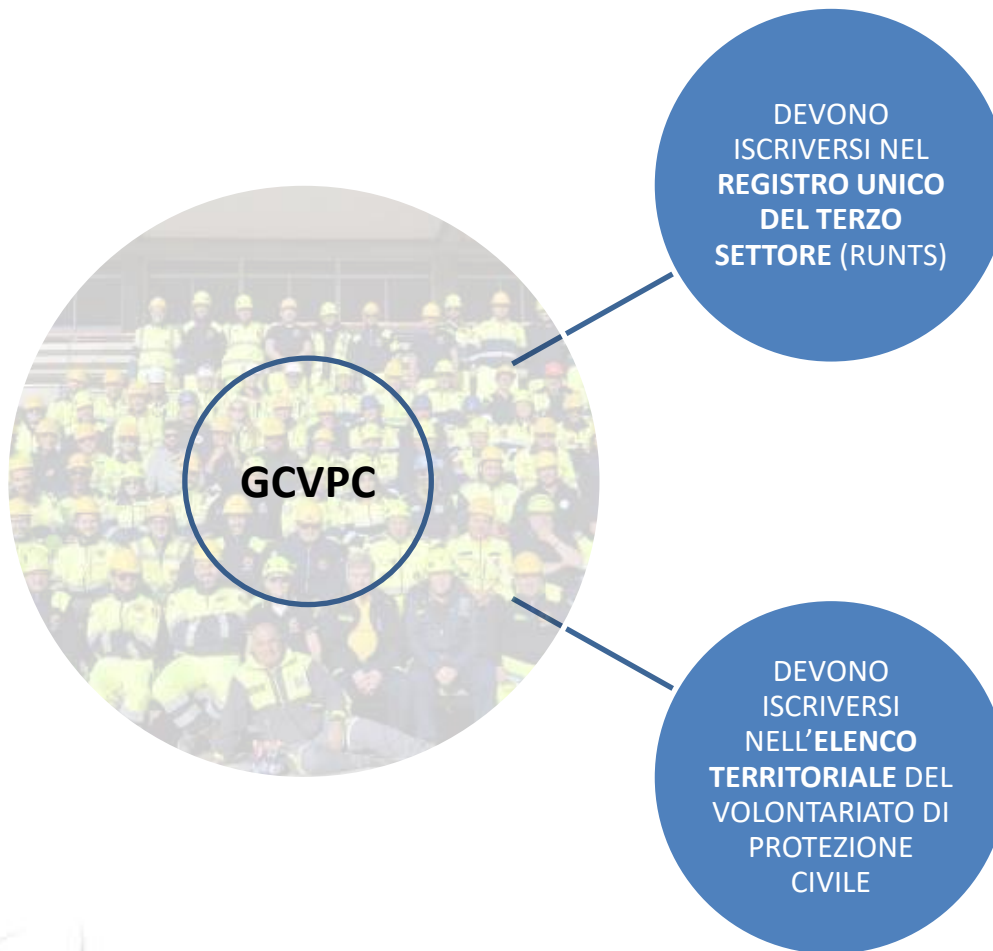 DEVONO
ISCRIVERSI NEL
REGISTRO UNICO
DEL TERZO
SETTORE (RUNTS)
GCVPC
DEVONO
ISCRIVERSI
NELL’ELENCO
TERRITORIALE DEL
VOLONTARIATO DI
PROTEZIONE
CIVILE